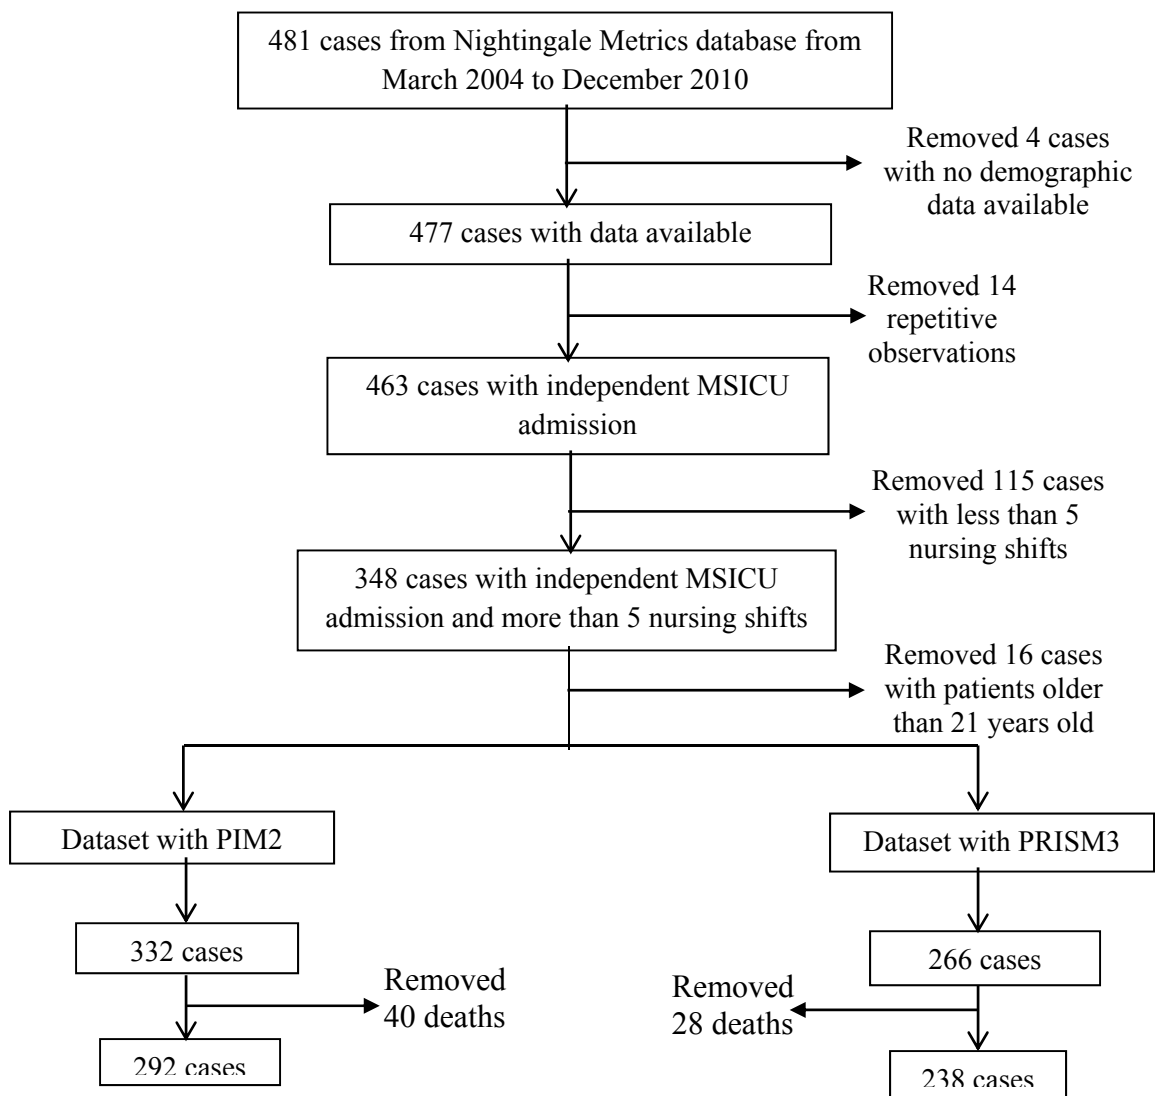 481 cases from Nightingale Metrics database from
March 2004 to December 2010
Removed 4 cases
with no demographic
data available
477 cases with data available
Removed 14
repetitive
observations
463 cases with independent MSICU
admission
Removed 115 cases
with less than 5
nursing shifts
348 cases with independent MSICU
admission and more than 5 nursing shifts
Removed 16 cases
with patients older
than 21 years old
Dataset with PIM2
Dataset with PRISM3
332 cases
266 cases
Removed
40 deaths
Removed
28 deaths
292 cases
238 cases